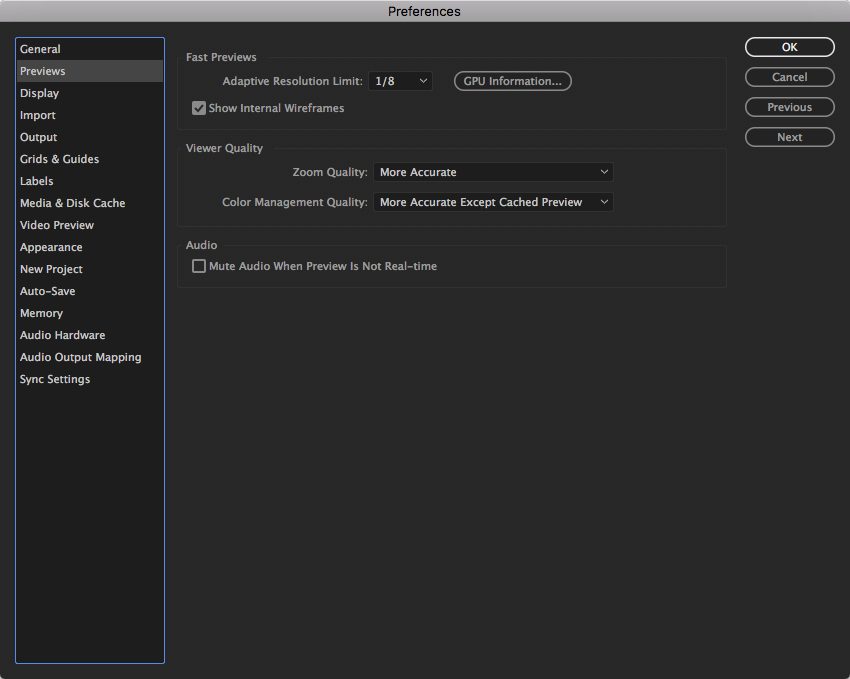 Preferences
General
Previews
Display
Import
Output
Grids & Guides
Labels
Media & Disk Cache
Video Preview
Appearance
New Project
Auto-Save
Memory
Audio Hardware
Audio Output Mapping
Sync Settings
Fast Previews
Adaptive Resolution Limit: 1/8 GPU Information...
Show Internal Wireframes
Viewer Quality
Zoom Quality: More Accurate
Color Management Quality: More Accurate Except Cached Preview
Audio
Mute Audio When Preview Is Not Real-time
OK
Cancel
Previous
Next